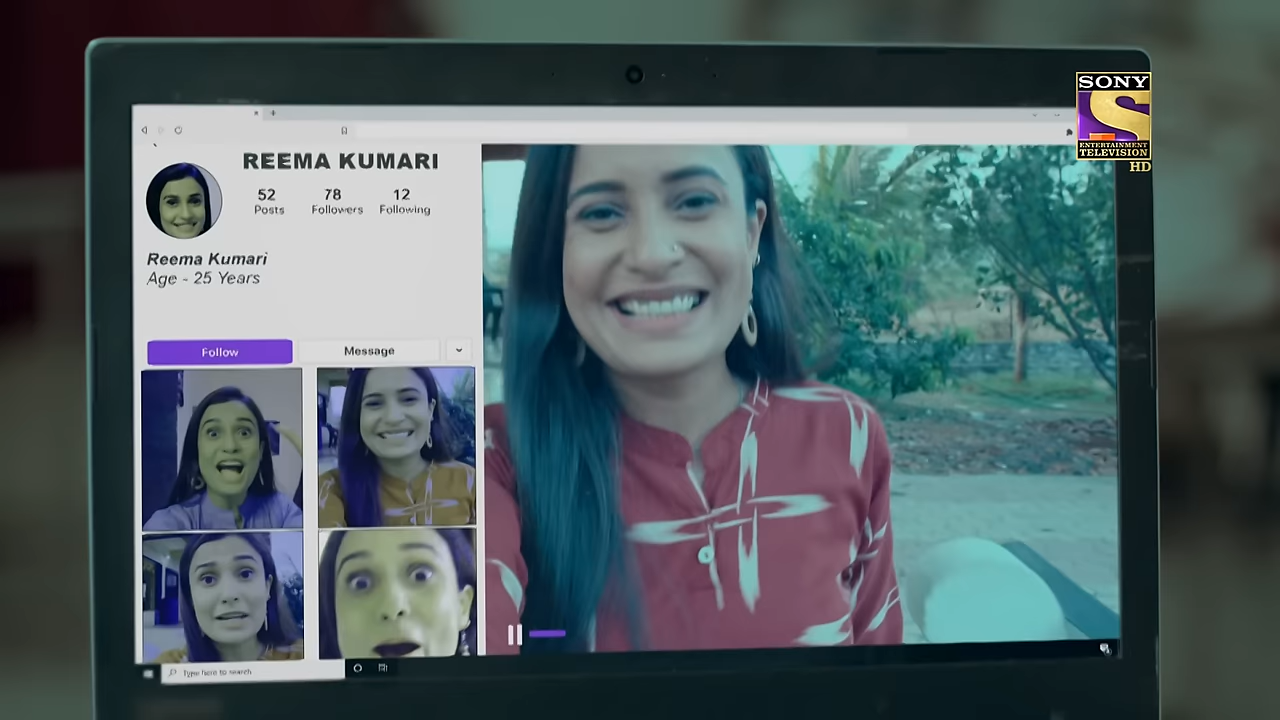 SONY
S
ENTERTAINMENT
TELEVISION
HD
REEMA KUMARI
52 78 12
Posts Followers Following
Reema Kumari
Age - 25 Years
Follow Message
Type here to search